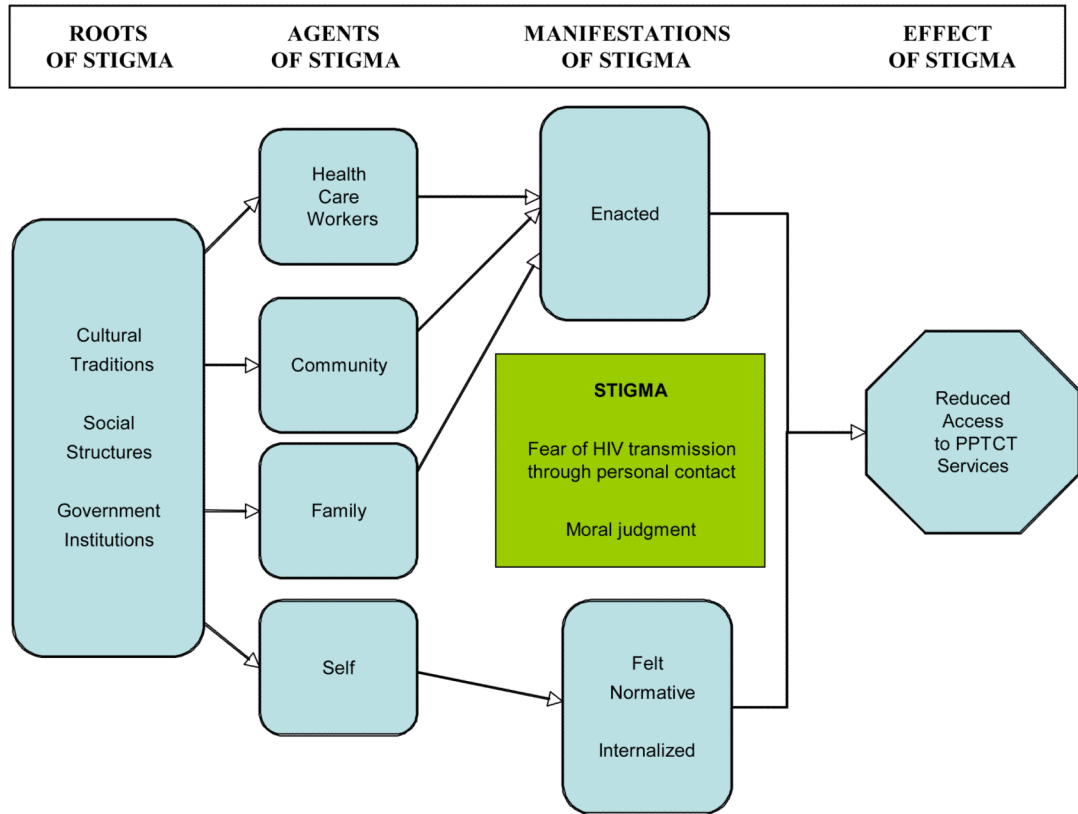 ROOTS
OF STIGMA
AGENTS
OF STIGMA
MANIFESTATIONS
OF STIGMA
EFFECT
OF STIGMA
Cultural
Traditions
Social
Structures
Government
Institutions
Health
Care
Workers
Community
Family
Self
Enacted
STIGMA
Fear of HIV transmission
through personal contact
Moral judgment
Felt
Normative
Internalized
Reduced
Access
to PPTCT
Services